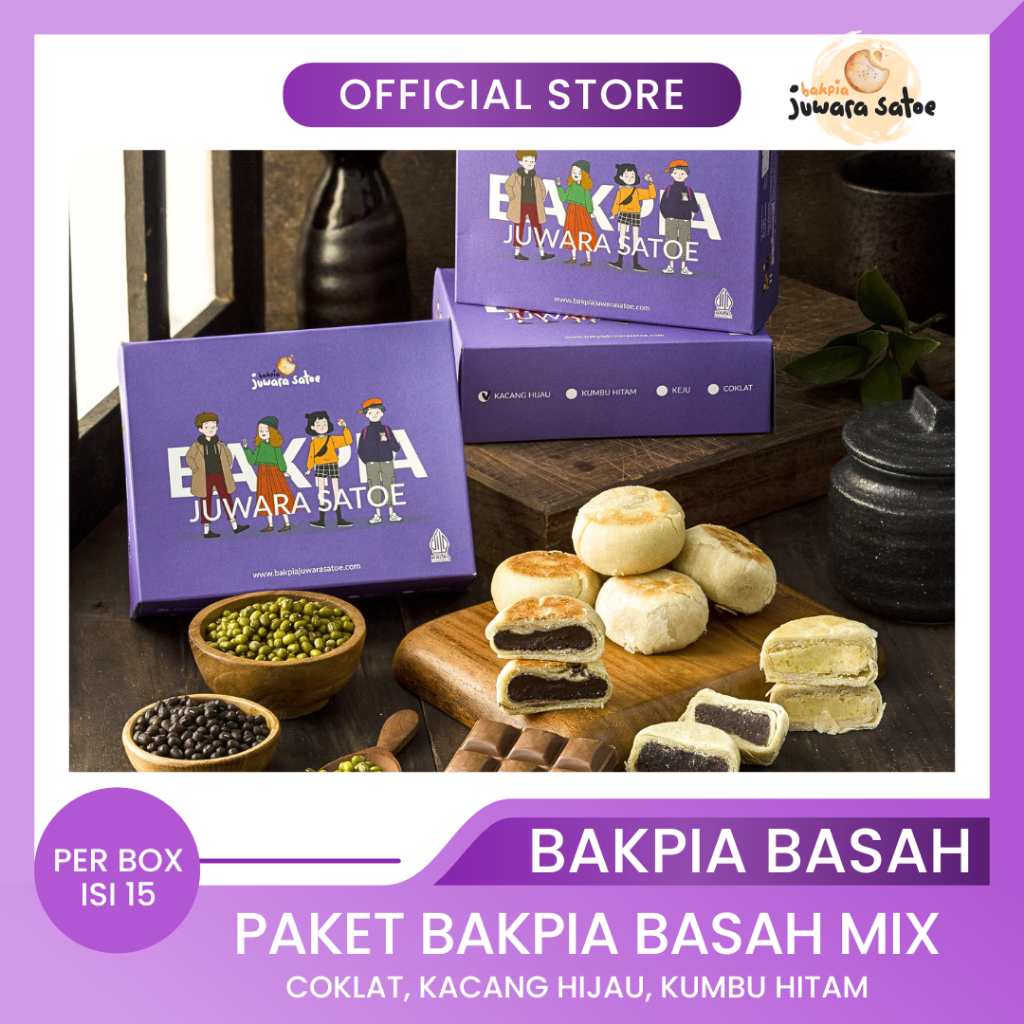 OFFICIAL STORE
bakpia
juwara satoe
BAKPIA
JUWARA SATOE
www.bakpiajuwarasatoe.com
KACANG HIJAU
KUMBU HITAM
KEJU
COKLAT
bakpia
juwara satoe
BAKPIA
JUWARA SATOE
www.bakpiajuwarasatoe.com
PER BOX
ISI 15
BAKPIA BASAH
PAKET BAKPIA BASAH MIX
COKLAT, KACANG HIJAU, KUMBU HITAM